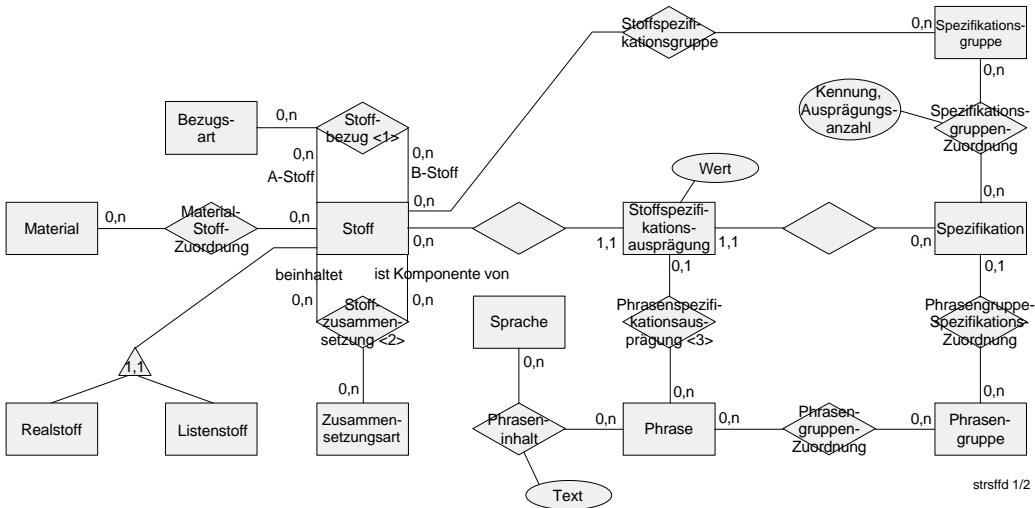 Stoffspezifi-
kationsgruppe
0,n
0,n
Spezifikations-
gruppe
0,n
Kennung,
Ausprägungs-
anzahl
Spezifikations-
gruppen-
Zuordnung
0,n
Bezugs-
art
0,n
Stoff-
bezug <1>
0,n
A-Stoff
0,n
B-Stoff
0,n
Wert
Material
0,n
Material-
Stoff-
Zuordnung
0,n
Stoff
0,n
1,1
Stoffspezifi-
kations-
ausprägung
1,1
0,n
Spezifikation
beinhaltet
ist Komponente von
0,n
0,n
Stoff-
zusammen-
setzung <2>
0,n
0,1
Phrasenspezifi-
kationsaus-
prägung <3>
0,n
0,1
Phrasengruppe-
Spezifikations-
Zuordnung
0,n
Sprache
0,n
1,1
Realstoff
Listenstoff
Zusammen-
setzungsart
Phrasen-
inhalt
0,n
Phrase
0,n
Phrasen-
gruppen-
Zuordnung
0,n
Phrasen-
gruppe
Text
strsffd 1/2